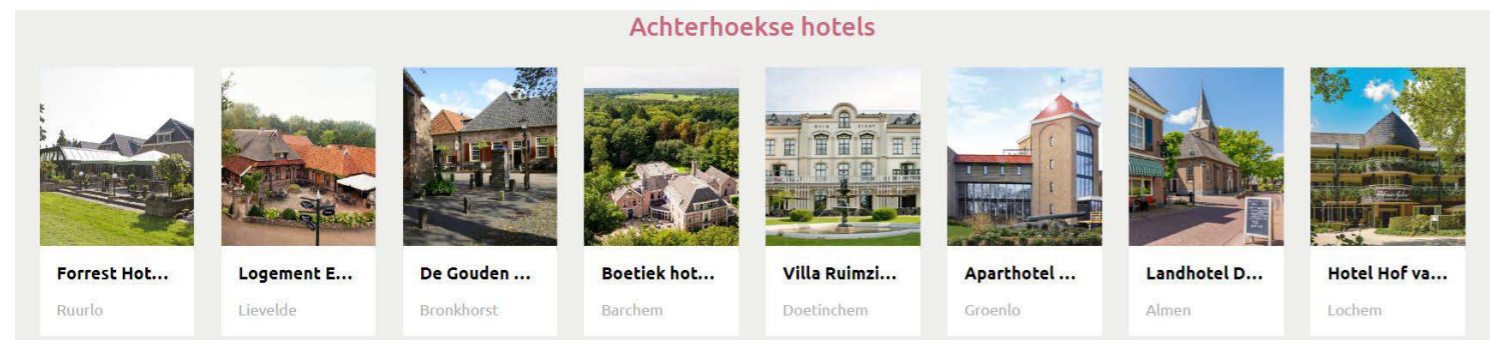 Achterhoekse hotels
Forrest Hot...
Ruurlo
Logement E...
Lievelde
De Gouden ...
Bronkhorst
Boetiek hot...
Barchem
Villa Ruimzi...
Doetinchem
Aparthotel ...
Groenlo
Landhotel D...
Almen
Hotel Hof va...
Lochem